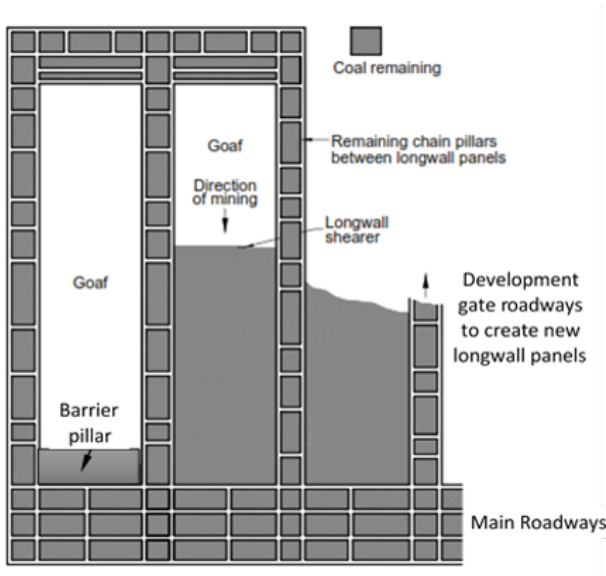 Coal remaining
Goaf
Remaining chain pillars
between longwall panels
Direction
of mining
Longwall
shearer
Goaf
Development
gate roadways
to create new
longwall panels
Barrier
pillar
Main Roadways